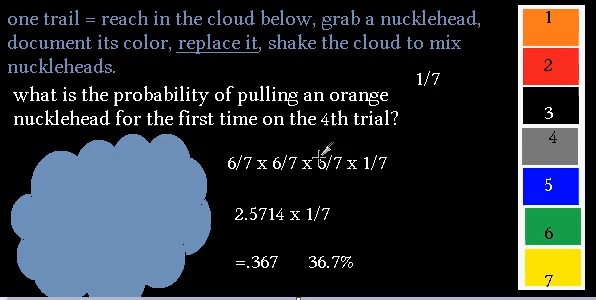 one trail = reach in the cloud below, grab a nucklehead,
document its color, replace it, shake the cloud to mix
nuckleheads.
1/7
what is the probability of pulling an orange
nucklehead for the first time on the 4th trial?
6/7 x 6/7 x 6/7 x 1/7
2.5714 x 1/7
=.367 36.7%
1
2
3
4
5
6
7